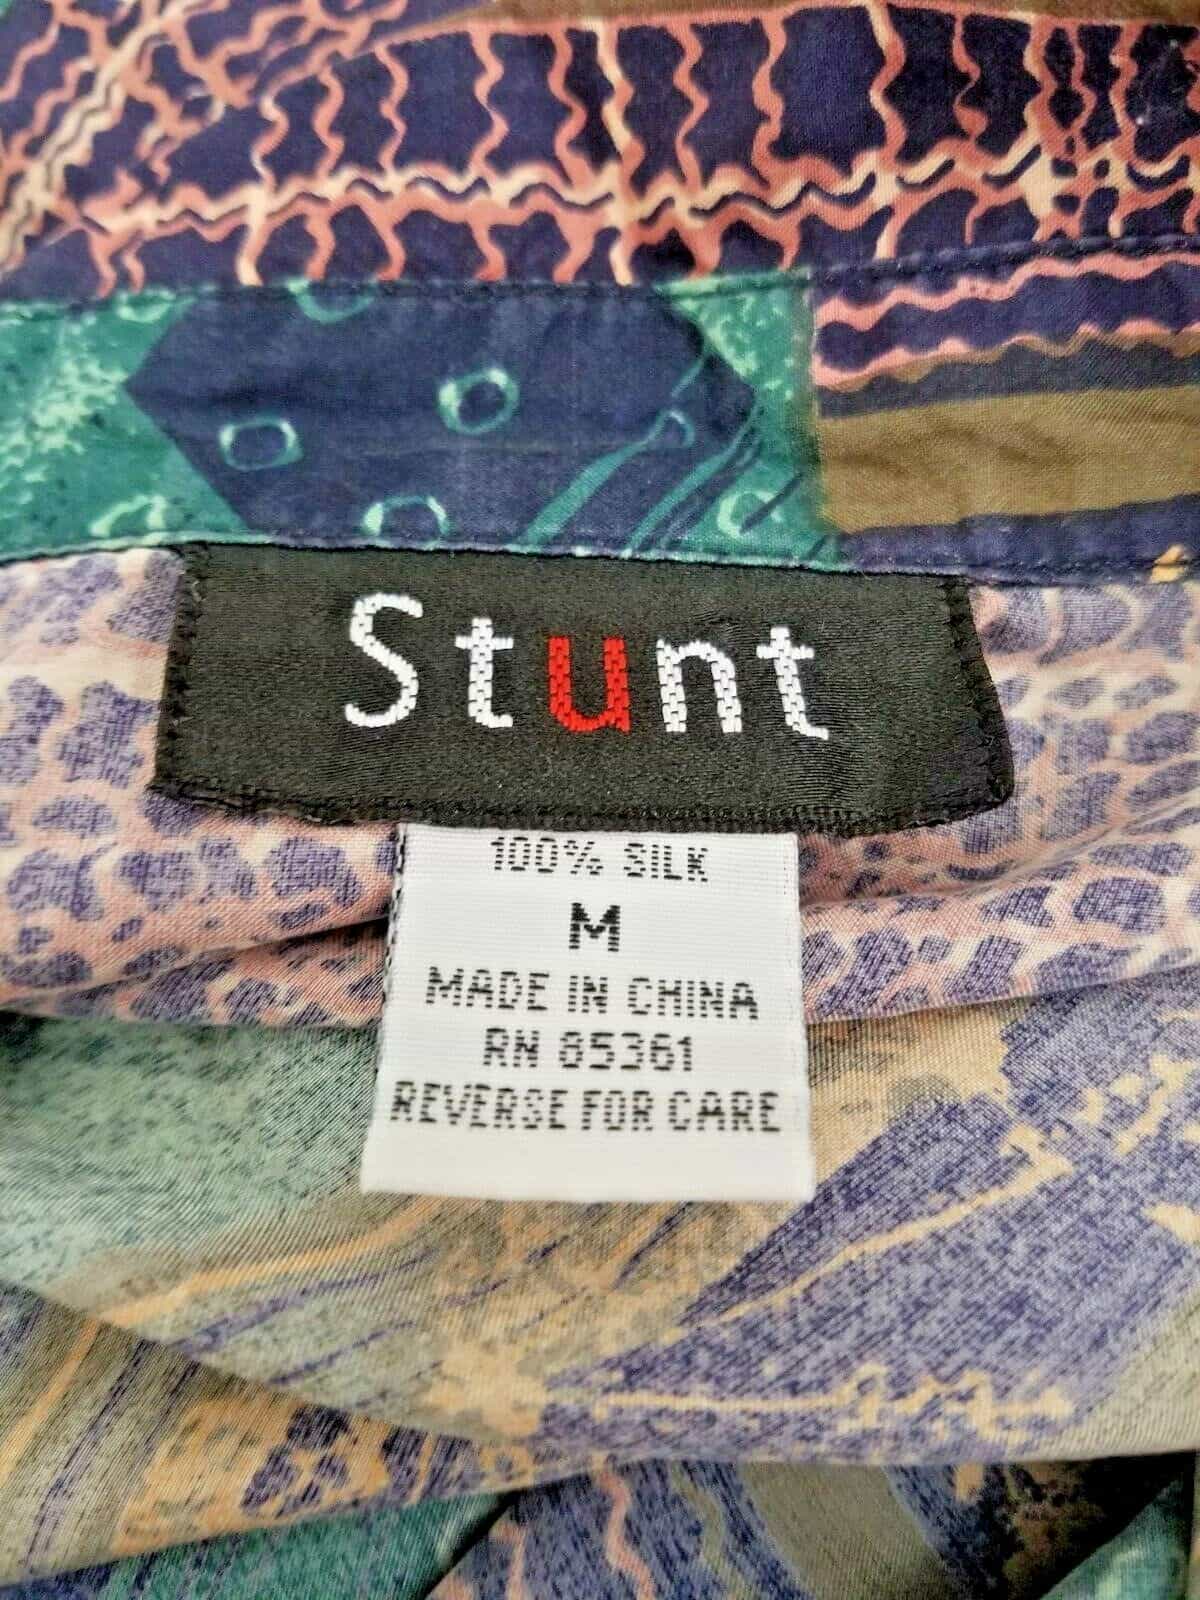 Stunt
100% SILK
M
MADE IN CHINA
RN 85361
REVERSE FOR CARE